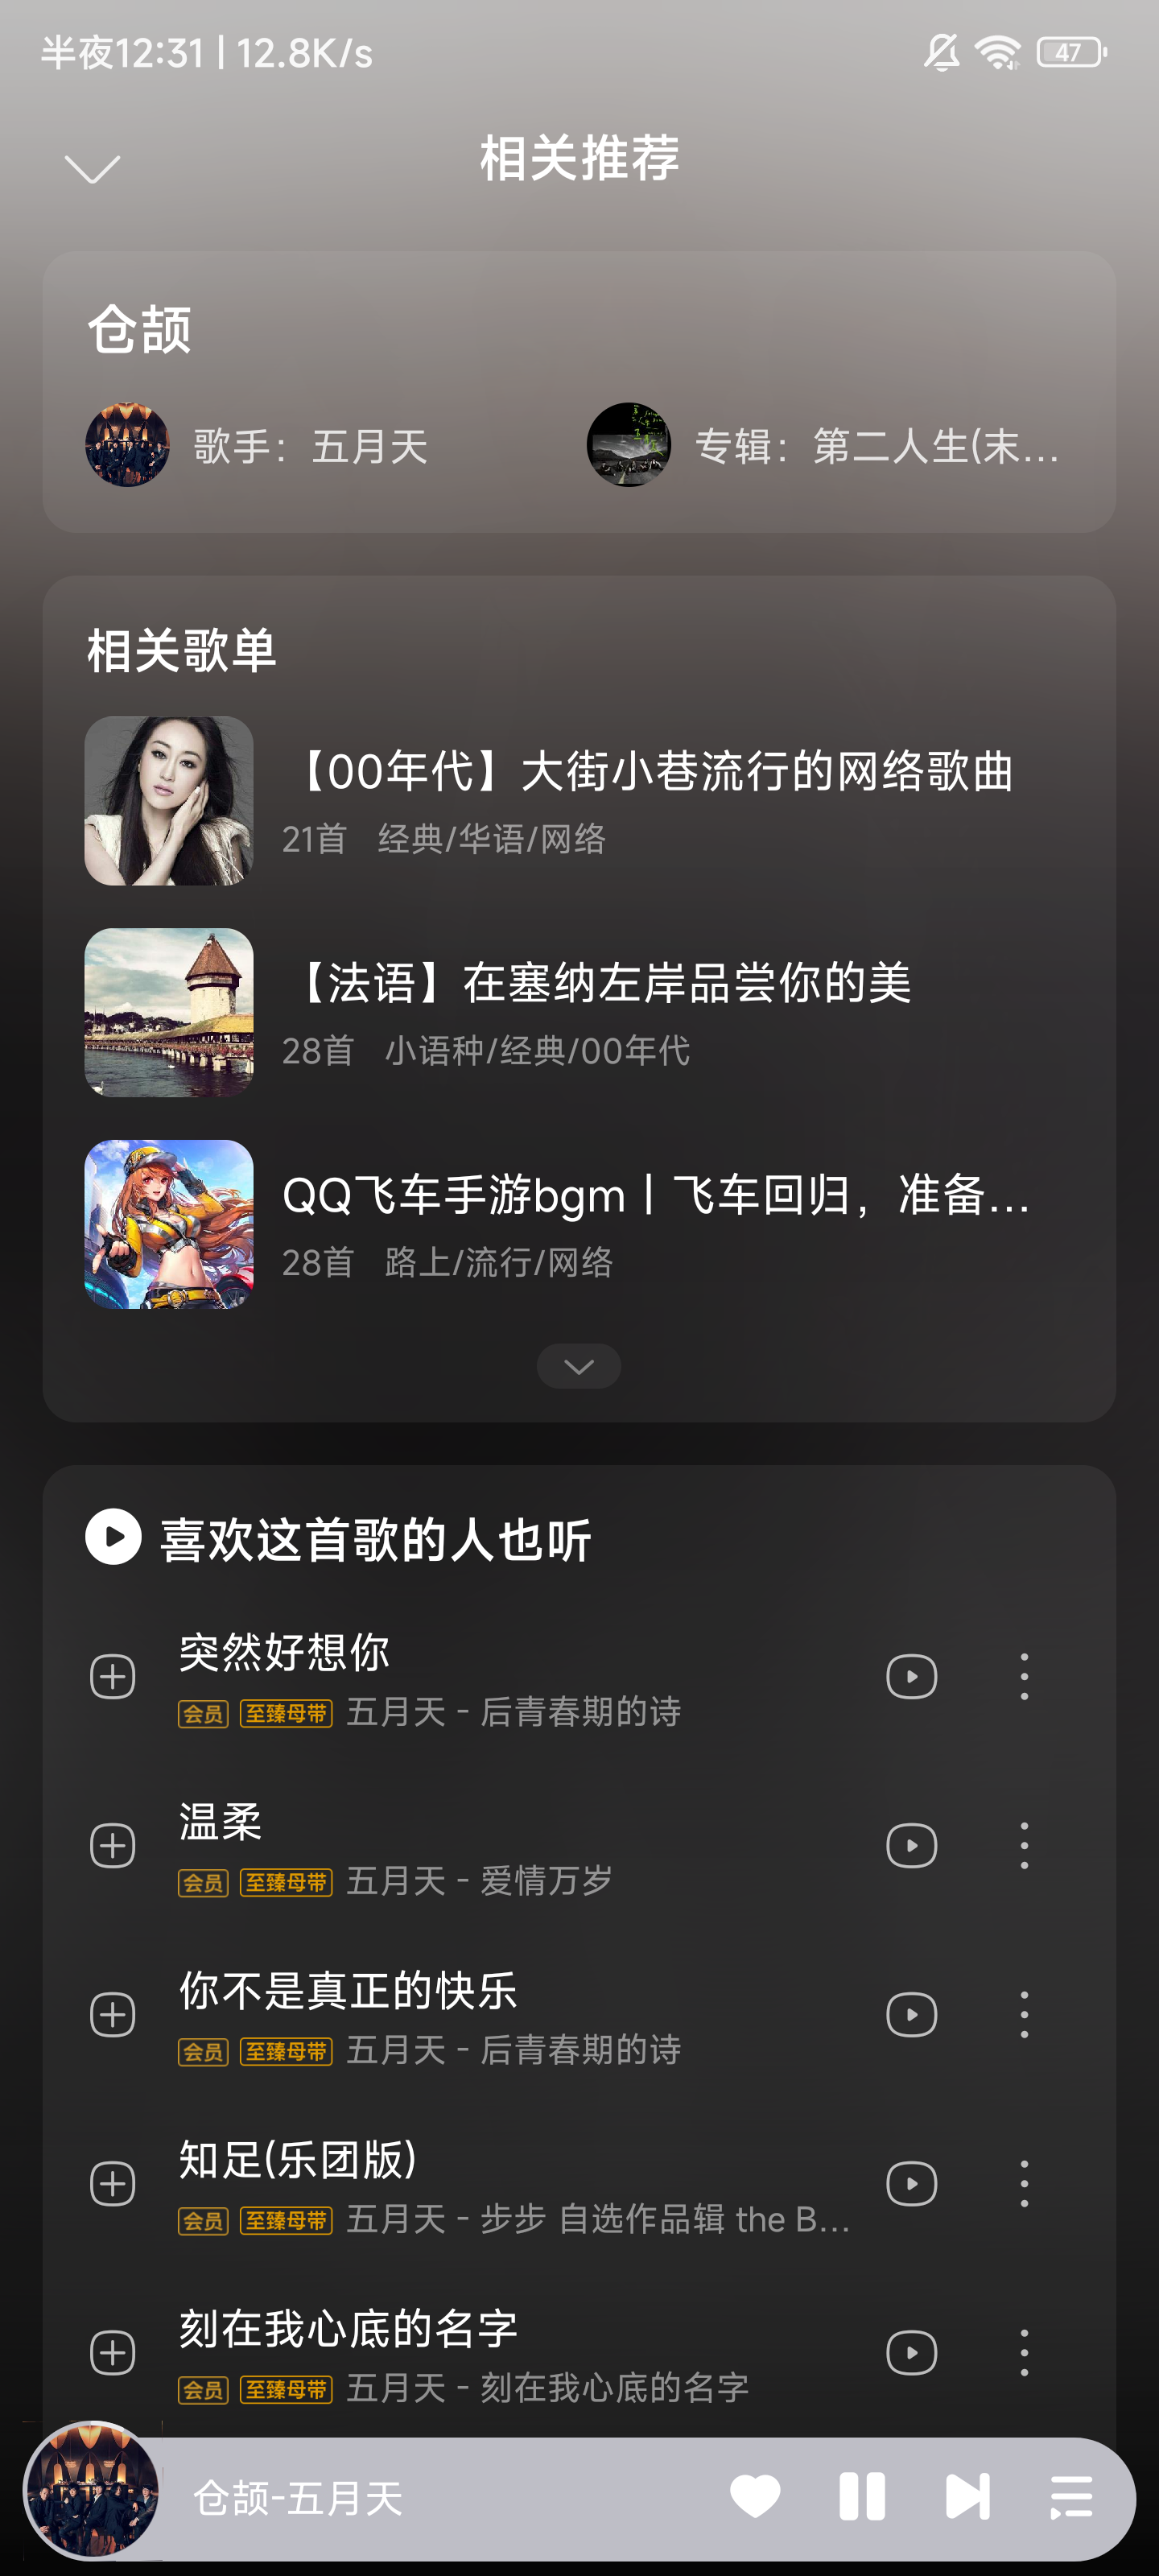 半夜12:31 | 12.8K/s
47
相关推荐
仓颉
歌手：五月天
专辑：第二人生(末...
相关歌单
【00年代】大街小巷流行的网络歌曲
21首 经典/华语/网络
【法语】在塞纳左岸品尝你的美
28首 小语种/经典/00年代
QQ飞车手游bgm丨飞车回归，准备...
28首 路上/流行/网络
喜欢这首歌的人也听
突然好想你
会员 至臻母带 五月天 - 后青春期的诗
温柔
会员 至臻母带 五月天 - 爱情万岁
你不是真正的快乐
会员 至臻母带 五月天 - 后青春期的诗
知足(乐团版)
会员 至臻母带 五月天 - 步步 自选作品辑 the B...
刻在我心底的名字
会员 至臻母带 五月天 - 刻在我心底的名字
仓颉-五月天